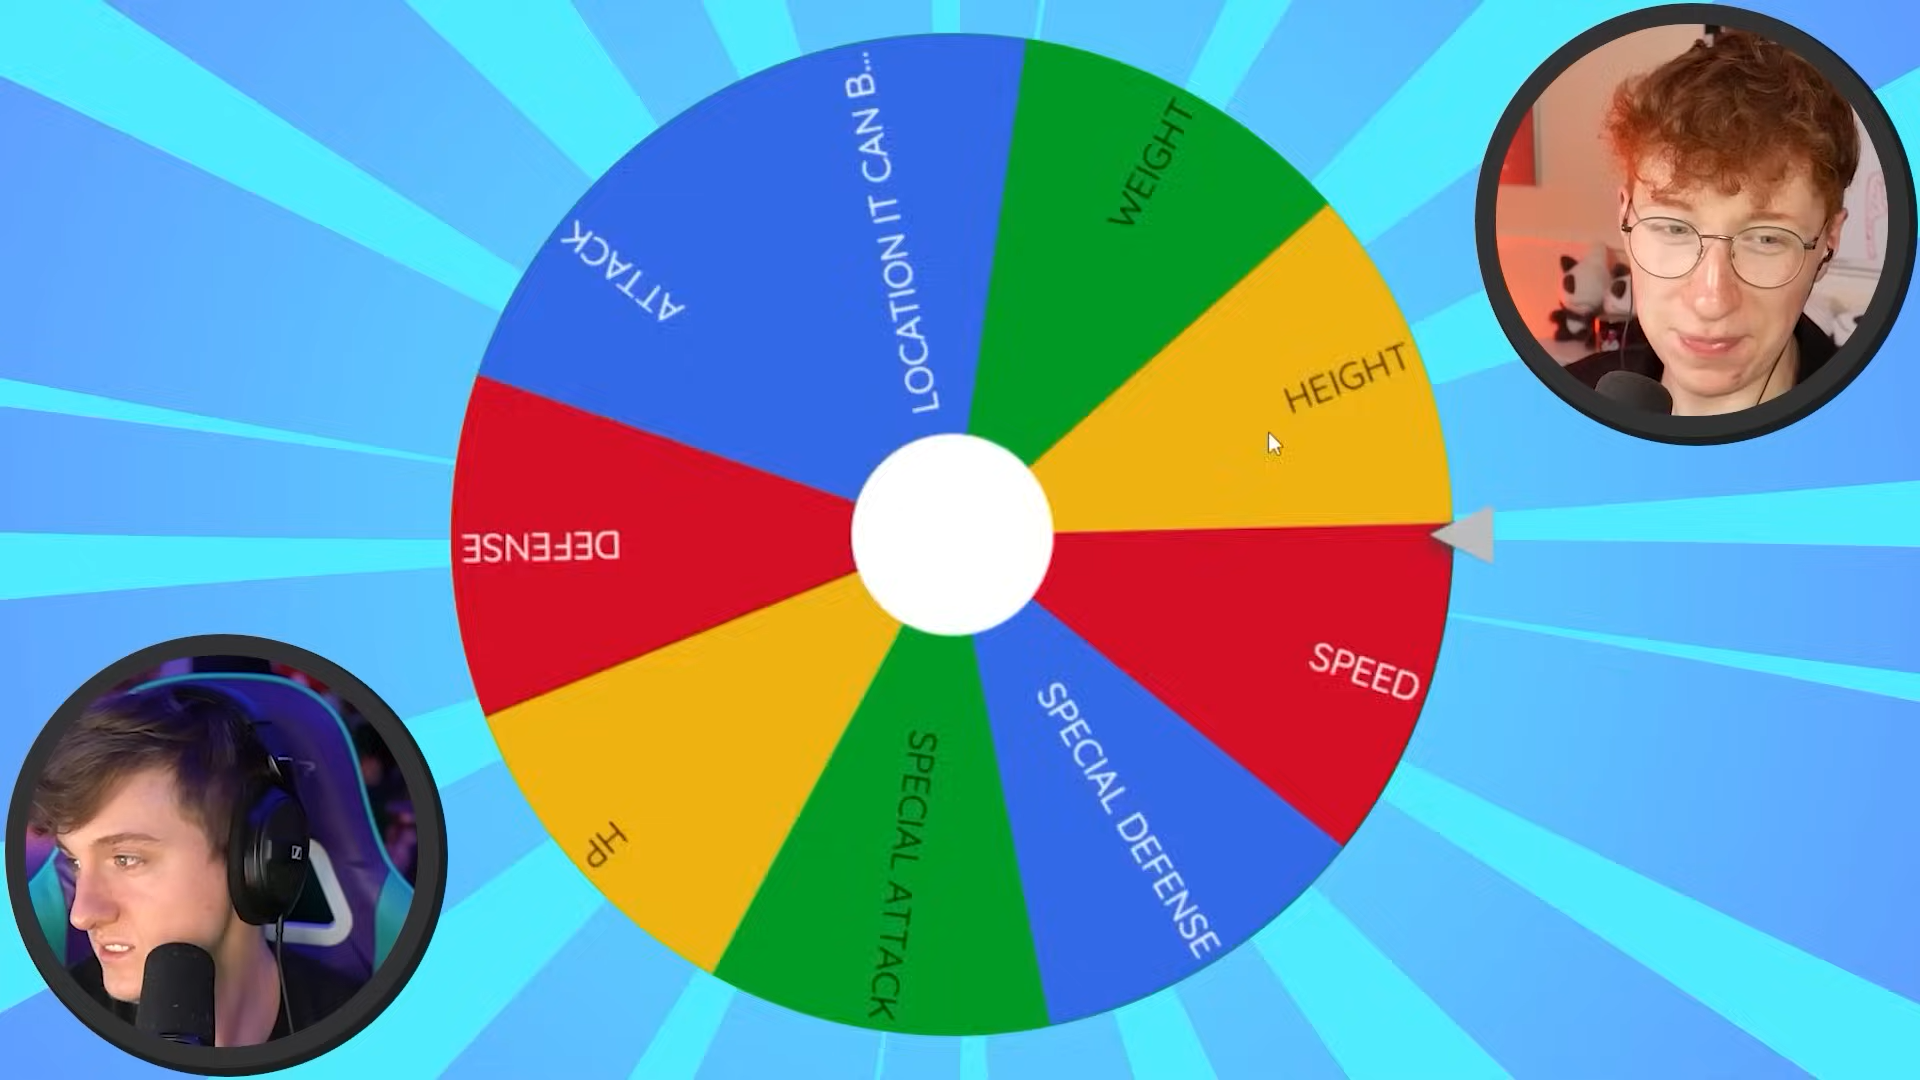 LOCATION IT CAN B...
WEIGHT
ATTACK
HEIGHT
DEFENSE
SPEED
SPECIAL DEFENSE
SPECIAL ATTACK
HP